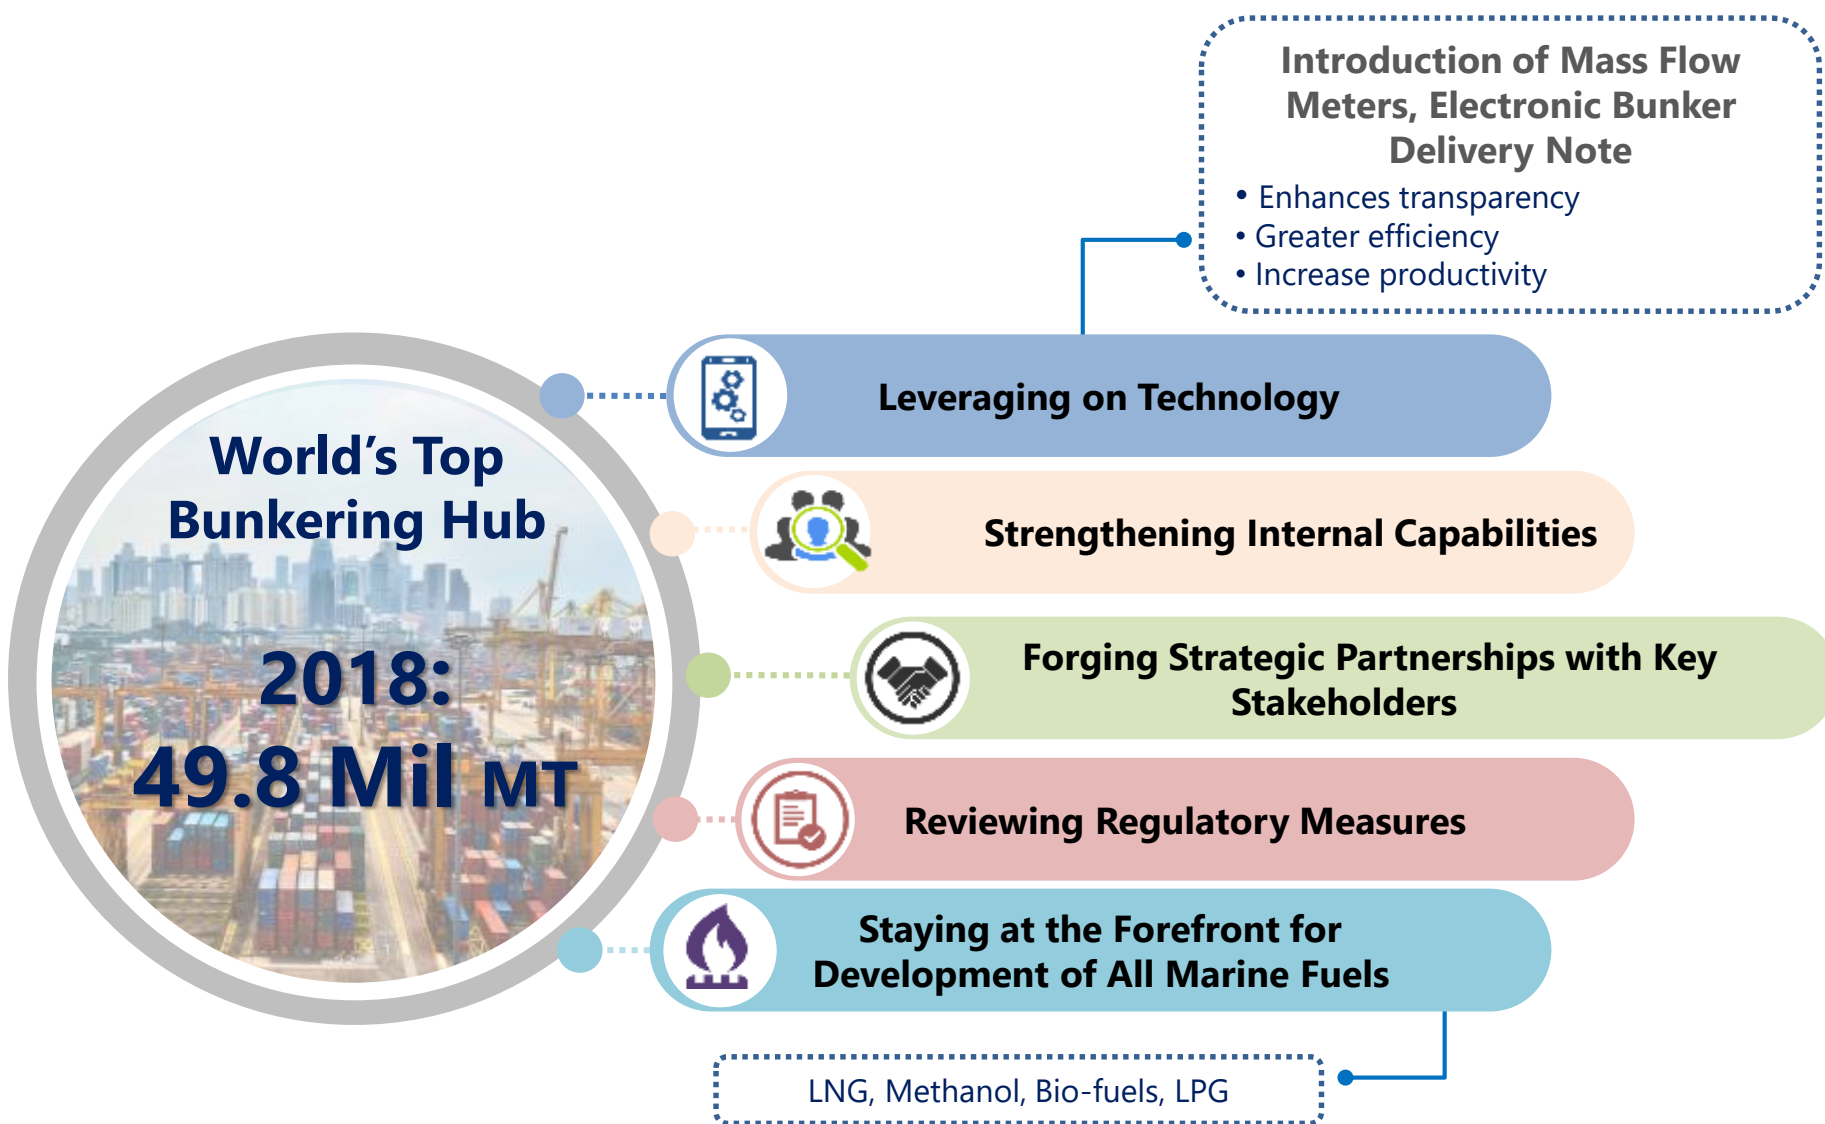 Introduction of Mass Flow
Meters, Electronic Bunker
Delivery Note
• Enhances transparency
• Greater efficiency
• Increase productivity
World’s Top
Bunkering Hub
2018:
49.8 Mil MT
Leveraging on Technology
Strengthening Internal Capabilities
Forging Strategic Partnerships with Key
Stakeholders
Reviewing Regulatory Measures
Staying at the Forefront for
Development of All Marine Fuels
LNG, Methanol, Bio-fuels, LPG